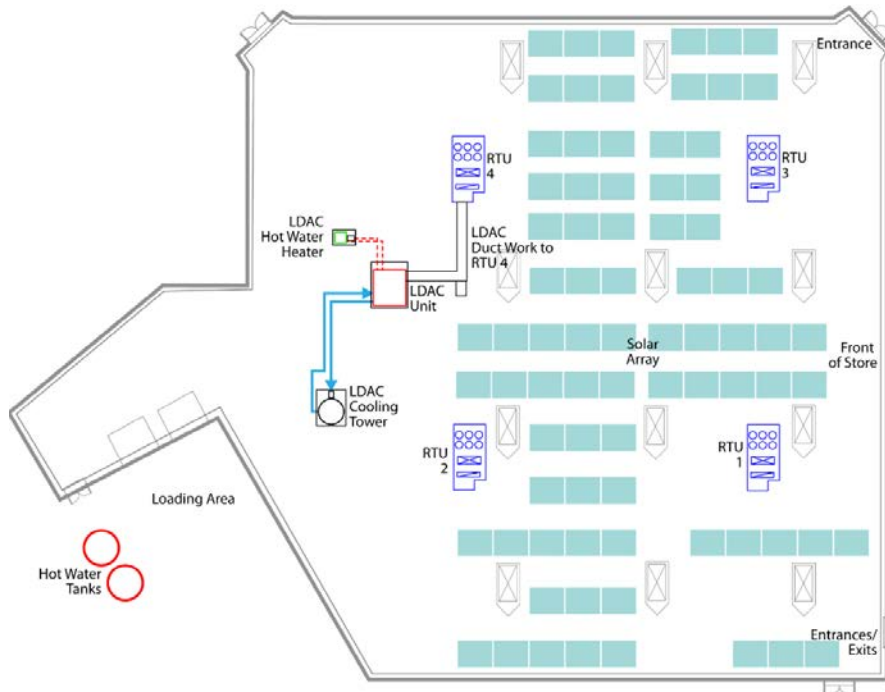 Entrance
RTU
4
RTU
3
LDAC
Hot Water
Heater
LDAC
Duct Work to
RTU 4
LDAC
Unit
Solar
Array
Front
of Store
LDAC
Cooling
Tower
RTU
2
RTU
1
Loading Area
Hot Water
Tanks
Entrances/
Exits